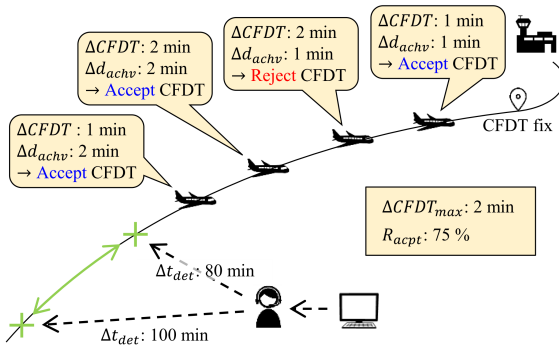 ΔCFDT : 2 min
Δd_achv: 2 min
→ Accept CFDT
ΔCFDT: 2 min
Δd_achv: 1 min
→ Reject CFDT
ΔCFDT: 1 min
Δd_achv: 1 min
→ Accept CFDT
ΔCFDT : 1 min
Δd_achv: 2 min
→ Accept CFDT
CFDT fix
ΔCFDT_max: 2 min
R_acpt: 75 %
Δt_det: 80 min
Δt_det: 100 min